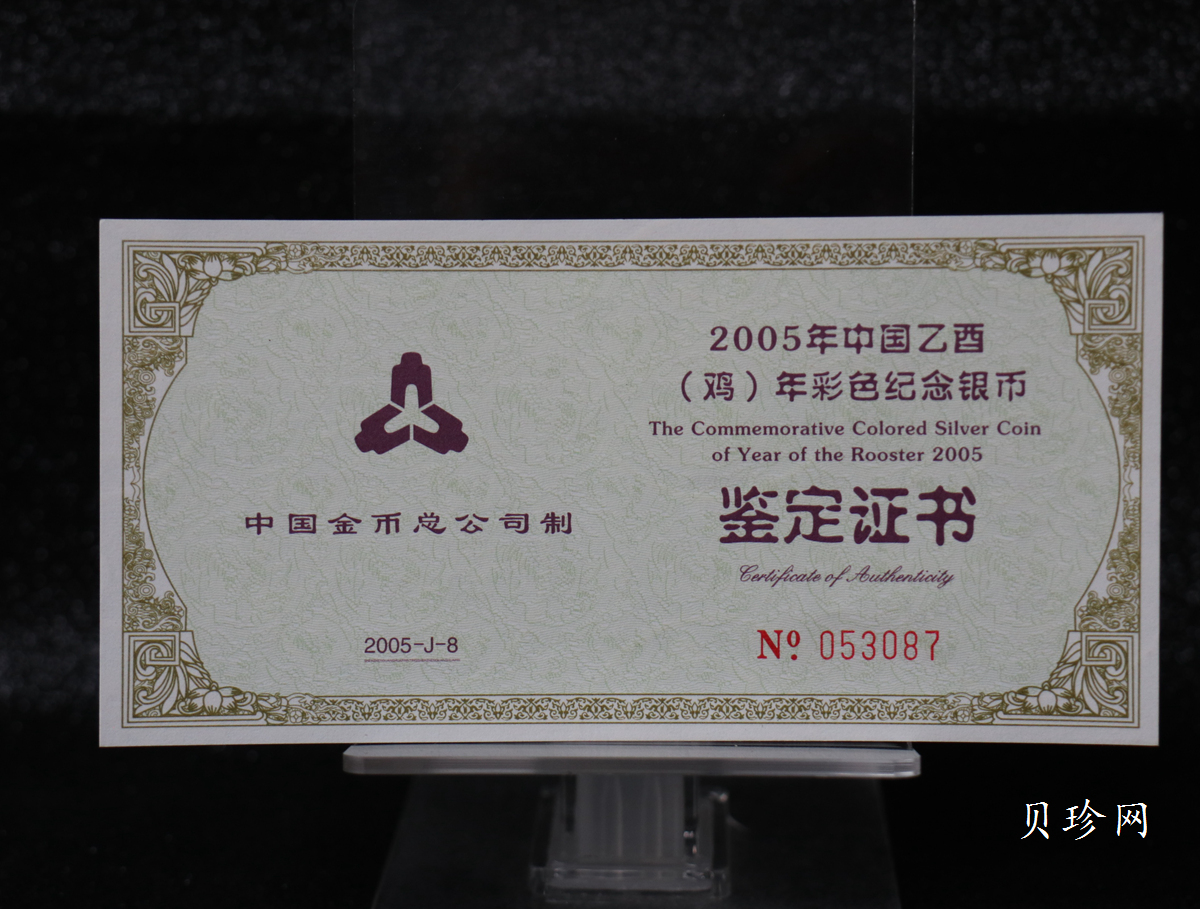 中国金币总公司制
2005-J-8
2005年中国乙酉
（鸡）年彩色纪念银币
The Commemorative Colored Silver Coin
of Year of the Rooster 2005
鉴定证书
Certificate of Authenticity
Nº 053087
贝珍网